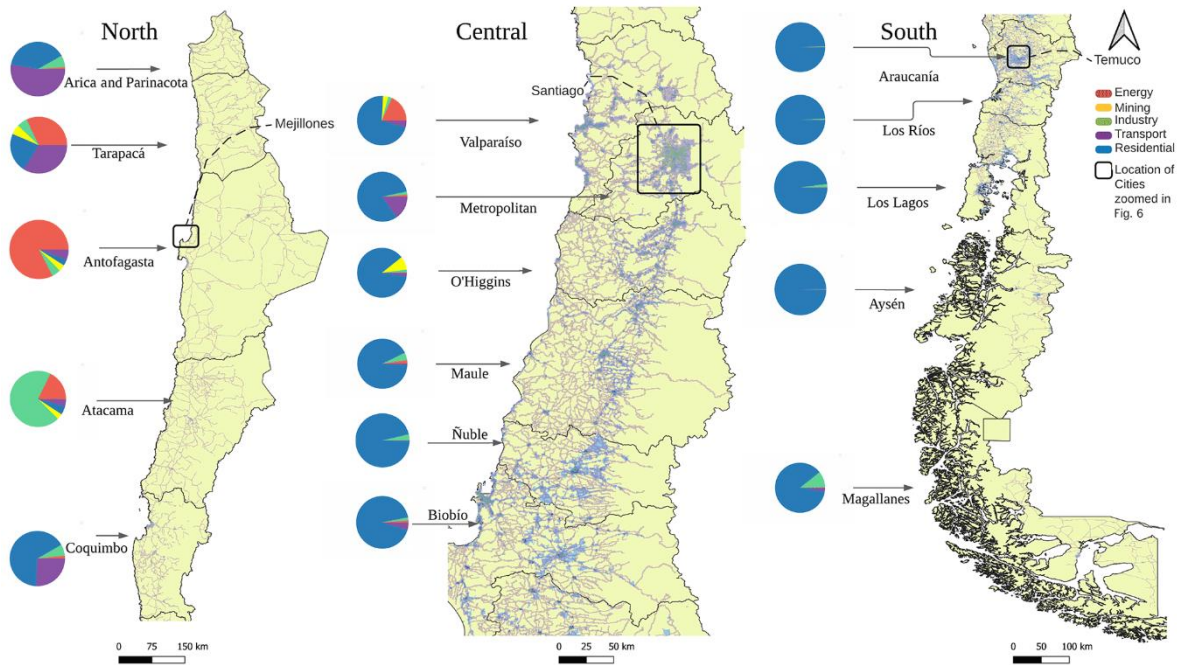 North
Arica and Parinacota
Mejillones
Tarapacá
Antofagasta
Atacama
Coquimbo
0 75 150 km
Central
Santiago
Valparaíso
Metropolitan
O'Higgins
Maule
Ñuble
Biobío
0 25 50 km
South
Araucanía
Temuco
Los Ríos
Los Lagos
Aysén
Magallanes
Energy
Mining
Industry
Transport
Residential
Location of
Cities
zoomed in
Fig. 6
0 50 100 km